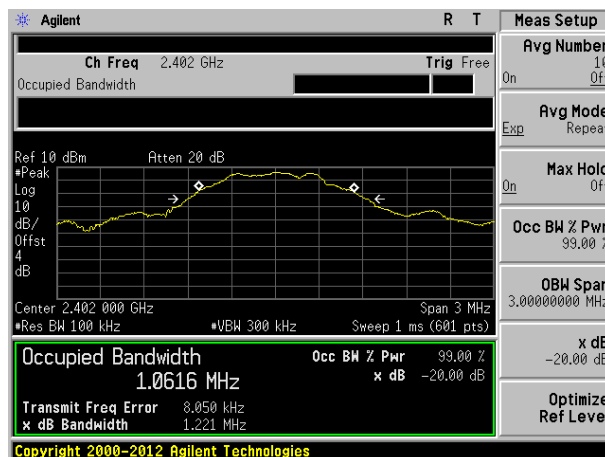 Agilent R T Meas Setup
Ch Freq 2.402 GHz Trig Free
Occupied Bandwidth
Avg Number
10
On Off
Avg Mode
Exp Repeat
Max Hold
On Off
Occ BW % Pwr
99.00 %
OBW Span
3.00000000 MHz
x dB
-20.00 dB
Optimize
Ref Level
Ref 10 dBm Atten 20 dB
#Peak
Log
10
dB/
Offst
4
dB
Center 2.402 000 GHz Span 3 MHz
#Res BW 100 kHz #VBW 300 kHz Sweep 1 ms (601 pts)
Occupied Bandwidth Occ BW % Pwr 99.00 %
1.0616 MHz x dB -20.00 dB
Transmit Freq Error 8.050 kHz
x dB Bandwidth 1.221 MHz
Copyright 2000-2012 Agilent Technologies